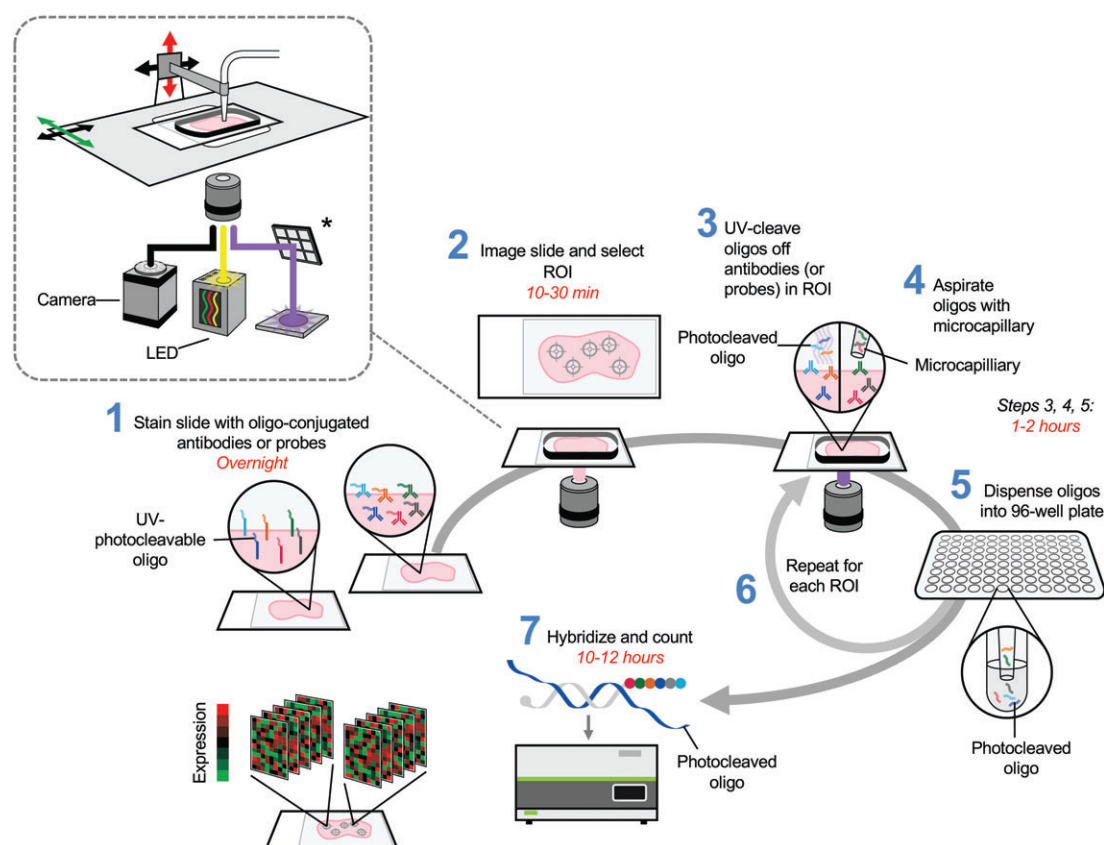 *
Camera
LED
1
Stain slide with oligo-conjugated
antibodies or probes
Overnight
UV-
photocleavable
oligo
2
Image slide and select
ROI
10-30 min
3
UV-cleave
oligos off
antibodies (or
probes) in ROI
Photocleaved
oligo
4
Aspirate
oligos with
microcapillary
Microcapilliary
Steps 3, 4, 5:
1-2 hours
5
Dispense oligos
into 96-well plate
Photocleaved
oligo
6
Repeat for
each ROI
7
Hybridize and count
10-12 hours
Photocleaved
oligo
Expression